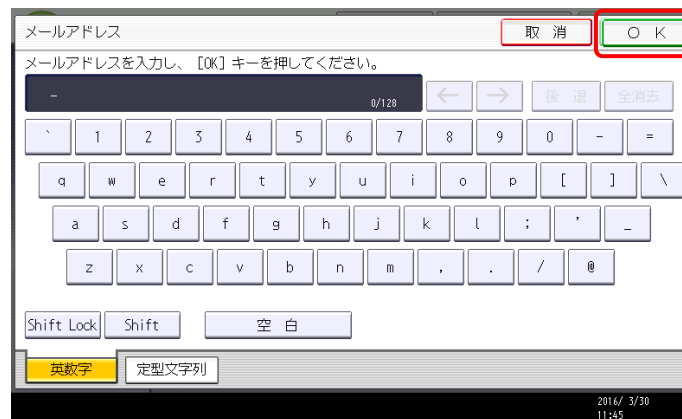 メールアドレス 取 消 O K
メールアドレスを入力し、[OK] キーを押してください。
_ 0/128 ← → 後 退 全消去
` 1 2 3 4 5 6 7 8 9 0 - =
q w e r t y u i o p [ ] \
a s d f g h j k l ; ' _
z x c v b n m , . / @
Shift Lock Shift 空 白
英数字 定型文字列
2016/ 3/30
11:45